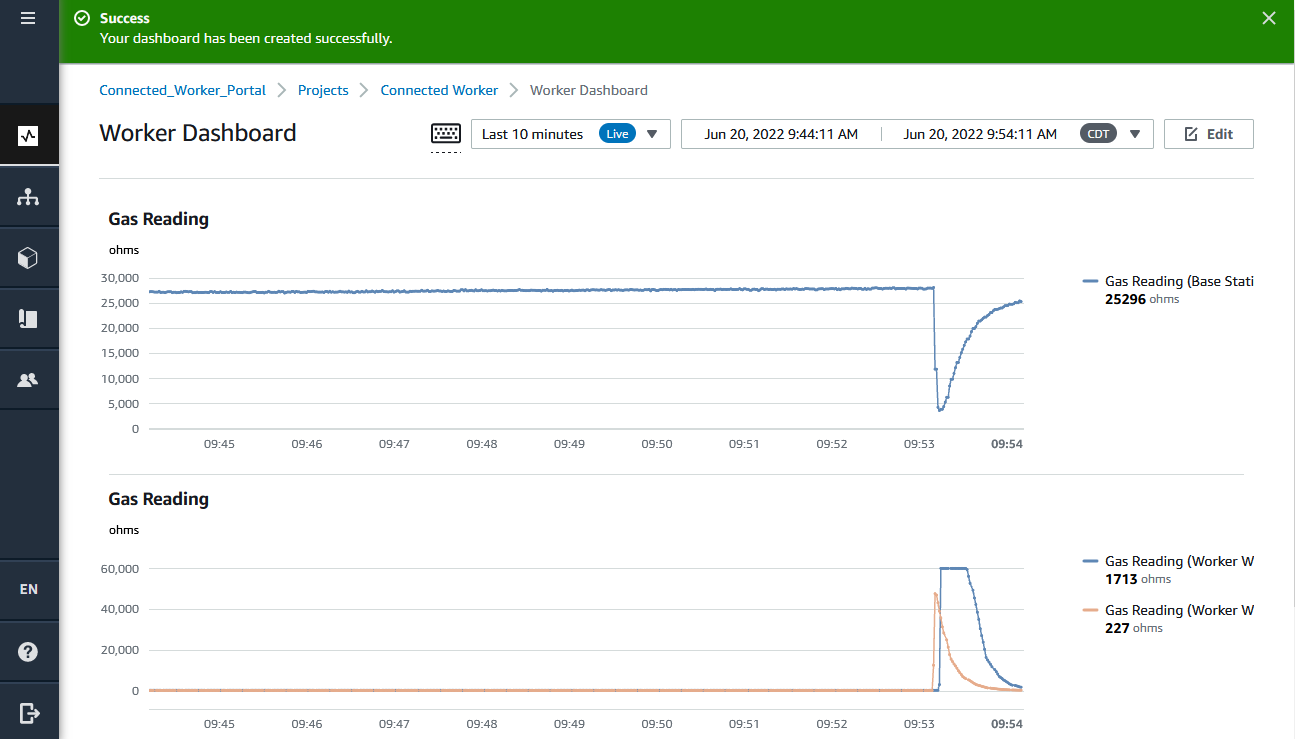 Success
Your dashboard has been created successfully.
Connected_Worker_Portal Projects Connected Worker Worker Dashboard
Worker Dashboard
Last 10 minutes Live
Jun 20, 2022 9:44:11 AM Jun 20, 2022 9:54:11 AM CDT
Edit
Gas Reading
ohms
30,000
25,000
20,000
15,000
10,000
5,000
0
09:45 09:46 09:47 09:48 09:49 09:50 09:51 09:52 09:53 09:54
Gas Reading (Base Stati
25296 ohms
Gas Reading
ohms
60,000
40,000
20,000
0
09:45 09:46 09:47 09:48 09:49 09:50 09:51 09:52 09:53 09:54
Gas Reading (Worker W
1713 ohms
Gas Reading (Worker W
227 ohms
EN
?